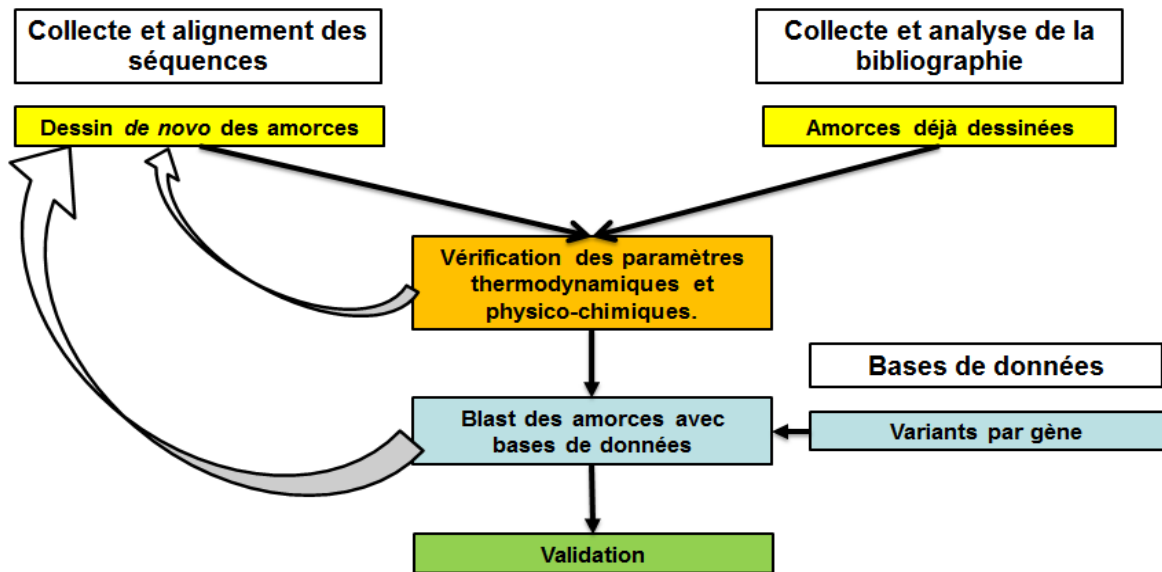 Collecte et alignement des
séquences
Collecte et analyse de la
bibliographie
Dessin de novo des amorces
Amorces déjà dessinées
Vérification des paramètres
thermodynamiques et
physico-chimiques.
Bases de données
Blast des amorces avec
bases de données
Variants par gène
Validation